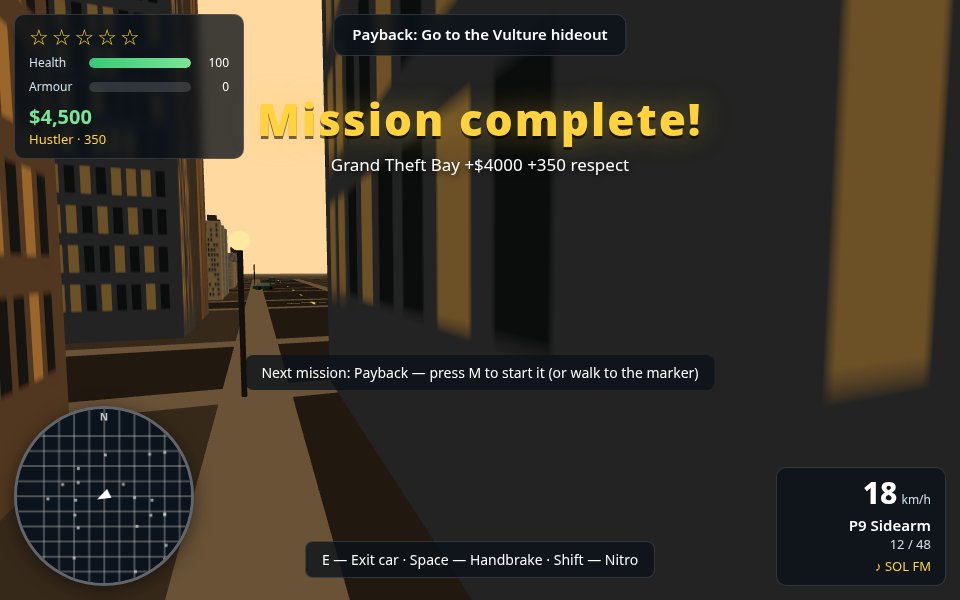 ☆☆☆☆☆
Health 100
Armour 0
$4,500
Hustler · 350
Payback: Go to the Vulture hideout
Mission complete!
Grand Theft Bay +$4000 +350 respect
Next mission: Payback — press M to start it (or walk to the marker)
N
E — Exit car · Space — Handbrake · Shift — Nitro
18 km/h
P9 Sidearm
12 / 48
♪ SOL FM